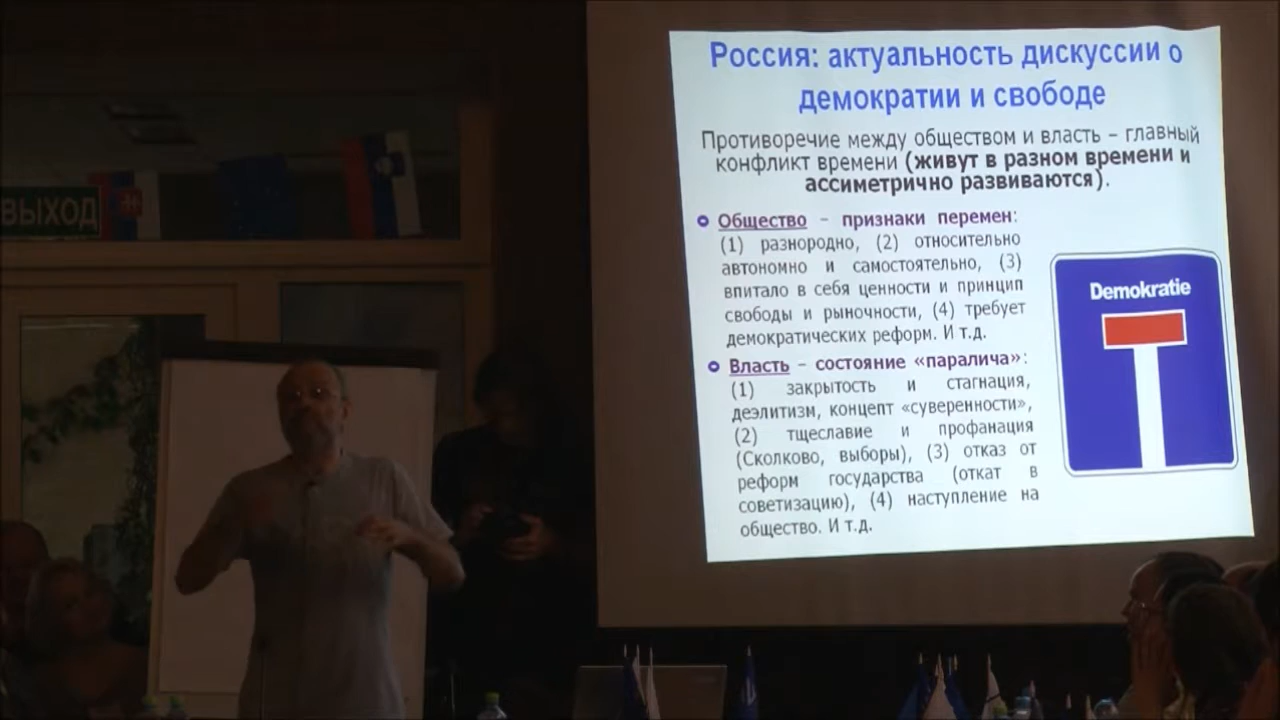 Россия: актуальность дискуссии о
демократии и свободе
Противоречие между обществом и власть – главный
конфликт времени (живут в разном времени и
ассиметрично развиваются).
Общество – признаки перемен:
(1) разнородно, (2) относительно
автономно и самостоятельно, (3)
впитало в себя ценности и принцип
свободы и рыночности, (4) требует
демократических реформ. И т.д.
Demokratie
Власть – состояние «паралича»:
(1) закрытость и стагнация,
деэлитизм, концепт «суверенности»,
(2) тщеславие и профанация
(Сколково, выборы), (3) отказ от
реформ государства (откат в
советизацию), (4) наступление на
общество. И т.д.
ВЫХОД